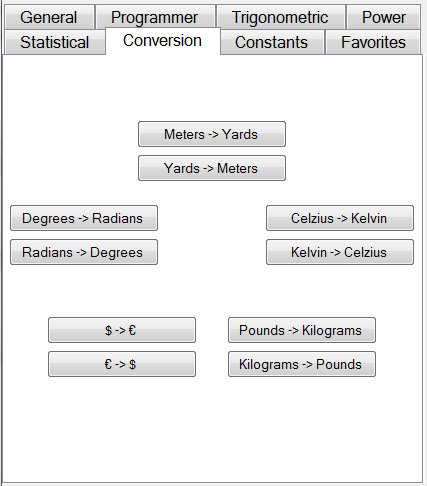 General Programmer Trigonometric Power
Statistical Conversion Constants Favorites
Meters -> Yards
Yards -> Meters
Degrees -> Radians Celzius -> Kelvin
Radians -> Degrees Kelvin -> Celzius
$ -> € Pounds -> Kilograms
€ -> $ Kilograms -> Pounds